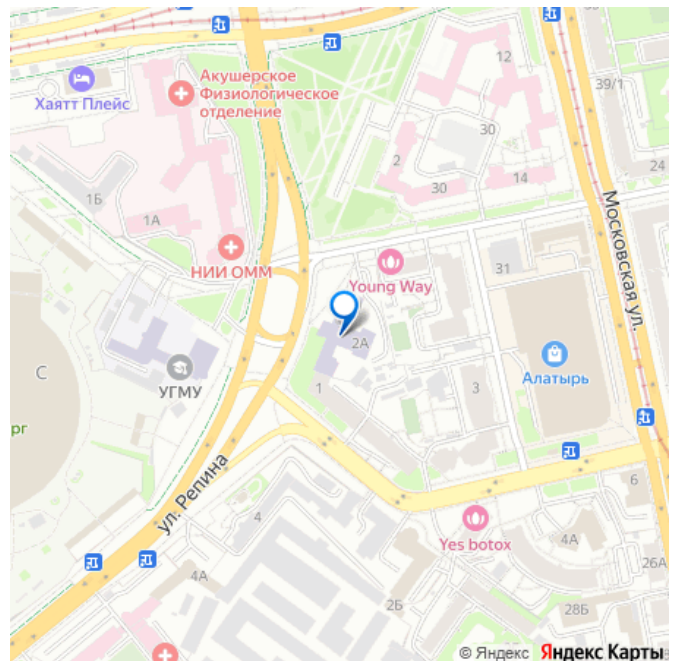 12
39/1
Хаятт Плейс
Акушерское
Физиологическое
отделение
30
2
30
14
24
1Б
1А
НИИ ОММ
Московская ул.
Young Way
31
2А
Алатырь
УГМУ
С
рг
1
3
ул. Репина
4
Yes botox
6
4А
4А
26А
2Б
28Б
© Яндекс Яндекс Карты